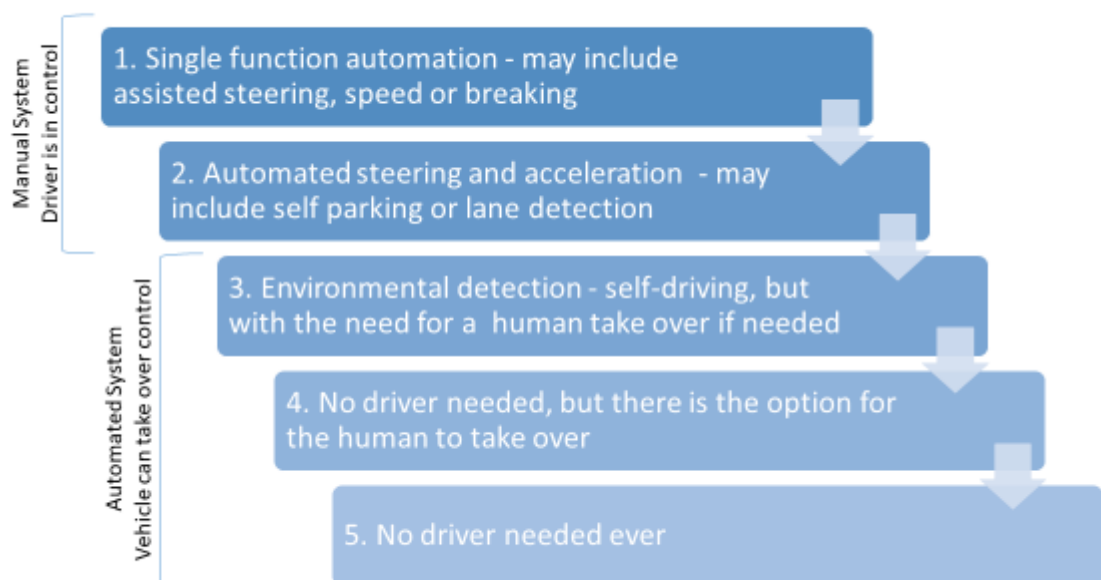 Manual System
Driver is in control
1. Single function automation - may include
assisted steering, speed or breaking
2. Automated steering and acceleration - may
include self parking or lane detection
Automated System
Vehicle can take over control
3. Environmental detection - self-driving, but
with the need for a human take over if needed
4. No driver needed, but there is the option for
the human to take over
5. No driver needed ever